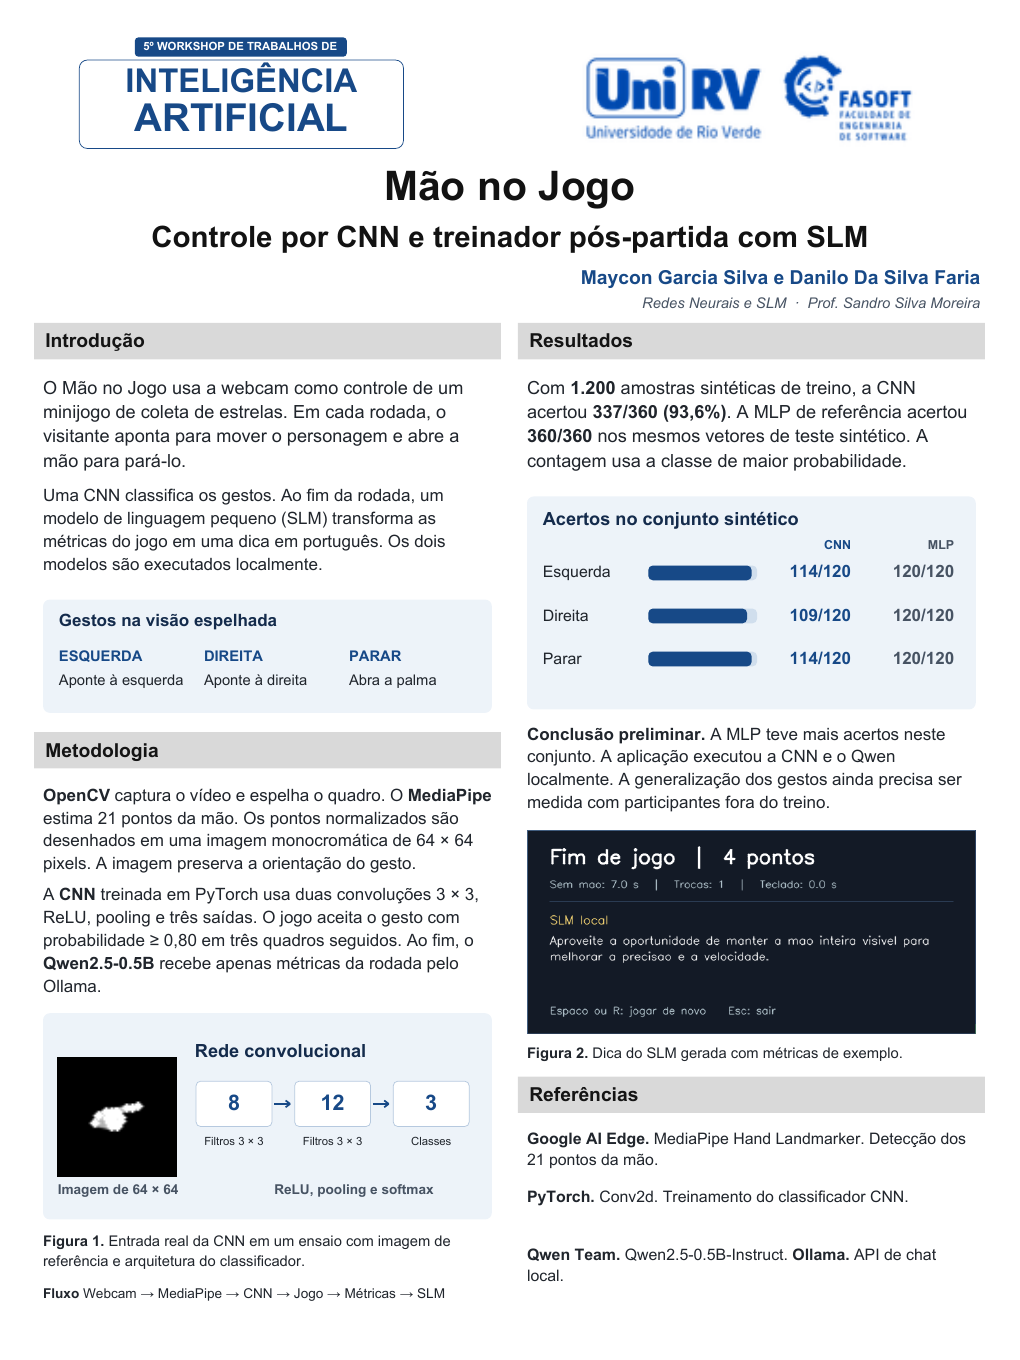 5º WORKSHOP DE TRABALHOS DE
INTELIGÊNCIA
ARTIFICIAL
UniRV
Universidade de Rio Verde
FASOFT
FACULDADE DE
ENGENHARIA
DE SOFTWARE
Mão no Jogo
Controle por CNN e treinador pós-partida com SLM
Maycon Garcia Silva e Danilo Da Silva Faria
Redes Neurais e SLM · Prof. Sandro Silva Moreira
Introdução
O Mão no Jogo usa a webcam como controle de um
minijogo de coleta de estrelas. Em cada rodada, o
visitante aponta para mover o personagem e abre a
mão para pará-lo.
Uma CNN classifica os gestos. Ao fim da rodada, um
modelo de linguagem pequeno (SLM) transforma as
métricas do jogo em uma dica em português. Os dois
modelos são executados localmente.
Gestos na visão espelhada
ESQUERDA DIREITA PARAR
Aponte à esquerda Aponte à direita Abra a palma
Metodologia
OpenCV captura o vídeo e espelha o quadro. O MediaPipe
estima 21 pontos da mão. Os pontos normalizados são
desenhados em uma imagem monocromática de 64 × 64
pixels. A imagem preserva a orientação do gesto.
A CNN treinada em PyTorch usa duas convoluções 3 × 3,
ReLU, pooling e três saídas. O jogo aceita o gesto com
probabilidade ≥ 0,80 em três quadros seguidos. Ao fim, o
Qwen2.5-0.5B recebe apenas métricas da rodada pelo
Ollama.
Rede convolucional
8 → 12 → 3
Filtros 3 × 3 Filtros 3 × 3 Classes
Imagem de 64 × 64 ReLU, pooling e softmax
Figura 1. Entrada real da CNN em um ensaio com imagem de
referência e arquitetura do classificador.
Fluxo Webcam → MediaPipe → CNN → Jogo → Métricas → SLM
Resultados
Com 1.200 amostras sintéticas de treino, a CNN
acertou 337/360 (93,6%). A MLP de referência acertou
360/360 nos mesmos vetores de teste sintético. A
contagem usa a classe de maior probabilidade.
Acertos no conjunto sintético
CNN MLP
Esquerda 114/120 120/120
Direita 109/120 120/120
Parar 114/120 120/120
Conclusão preliminar. A MLP teve mais acertos neste
conjunto. A aplicação executou a CNN e o Qwen
localmente. A generalização dos gestos ainda precisa ser
medida com participantes fora do treino.
Fim de jogo | 4 pontos
Sem mao: 7.0 s | Trocas: 1 | Teclado: 0.0 s
SLM local
Aproveite a oportunidade de manter a mao inteira visivel para
melhorar a precisao e a velocidade.
Espaco ou R: jogar de novo Esc: sair
Figura 2. Dica do SLM gerada com métricas de exemplo.
Referências
Google AI Edge. MediaPipe Hand Landmarker. Detecção dos
21 pontos da mão.
PyTorch. Conv2d. Treinamento do classificador CNN.
Qwen Team. Qwen2.5-0.5B-Instruct. Ollama. API de chat
local.